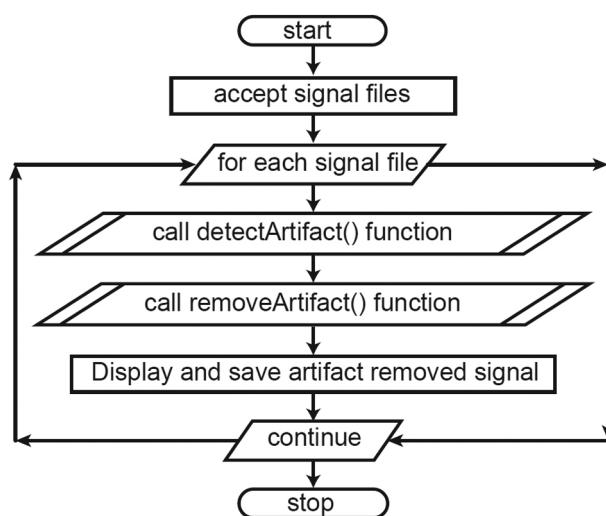 start
accept signal files
for each signal file
call detectArtifact() function
call removeArtifact() function
Display and save artifact removed signal
continue
stop